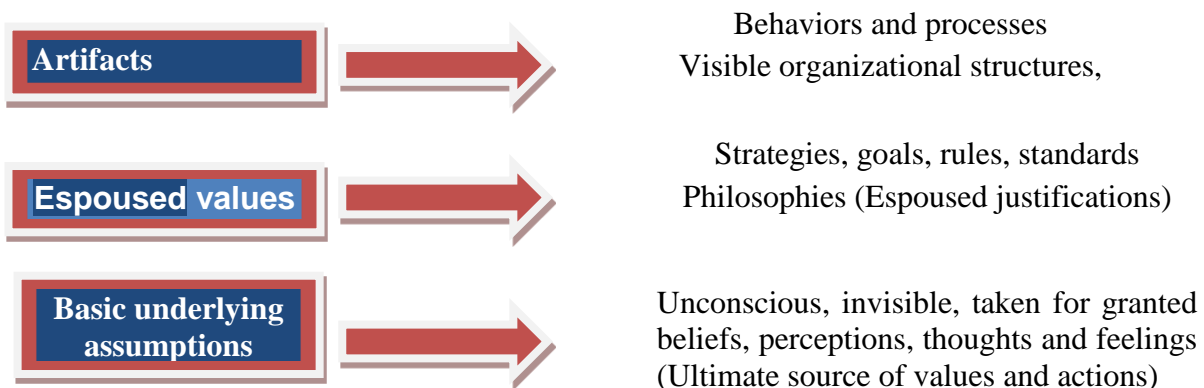 Artifacts
Behaviors and processes
Visible organizational structures,
Espoused values
Strategies, goals, rules, standards
Philosophies (Espoused justifications)
Basic underlying
assumptions
Unconscious, invisible, taken for granted
beliefs, perceptions, thoughts and feelings
(Ultimate source of values and actions)